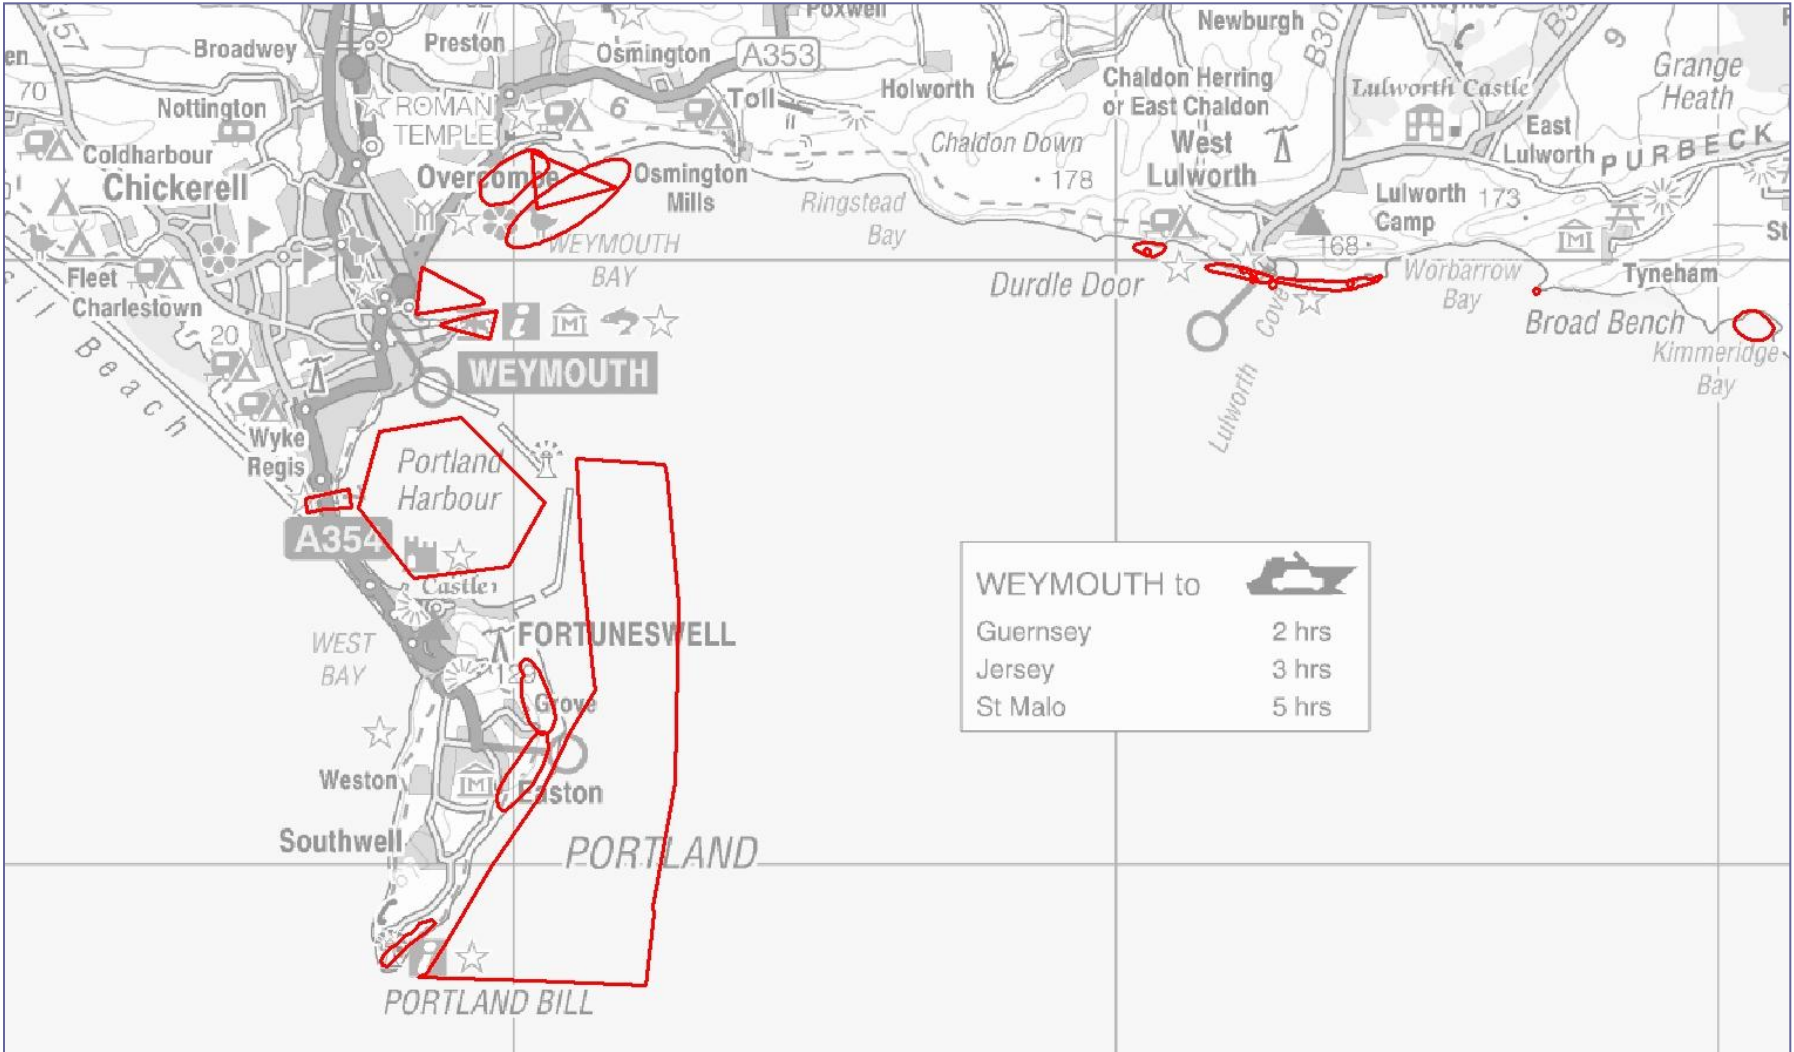 Poxwell
Newburgh
Broadwey
Preston
Osmington
A353
Grange
Heath
70
Nottington
ROMAN
TEMPLE
6
Toll
Holworth
Chaldon Herring
or East Chaldon
Lulworth Castle
9
East
Lulworth
PURBECK
Coldharbour
Chickerell
Overcombe
Osmington
Mills
Chaldon Down
178
West
Lulworth
Lulworth
Camp
173
Ringstead
Bay
WEYMOUTH
BAY
168
Fleet
Charlestown
Durdle Door
Worbarrow
Bay
Tyneham
20
Beach
Broad Bench
Kimmeridge
Bay
WEYMOUTH
Lulworth
Cove
Wyke
Regis
Portland
Harbour
A354
Castle
WEYMOUTH to
Guernsey 2 hrs
Jersey 3 hrs
St Malo 5 hrs
WEST
BAY
FORTUNESWELL
129
Grove
Weston
Easton
Southwell
PORTLAND
PORTLAND BILL